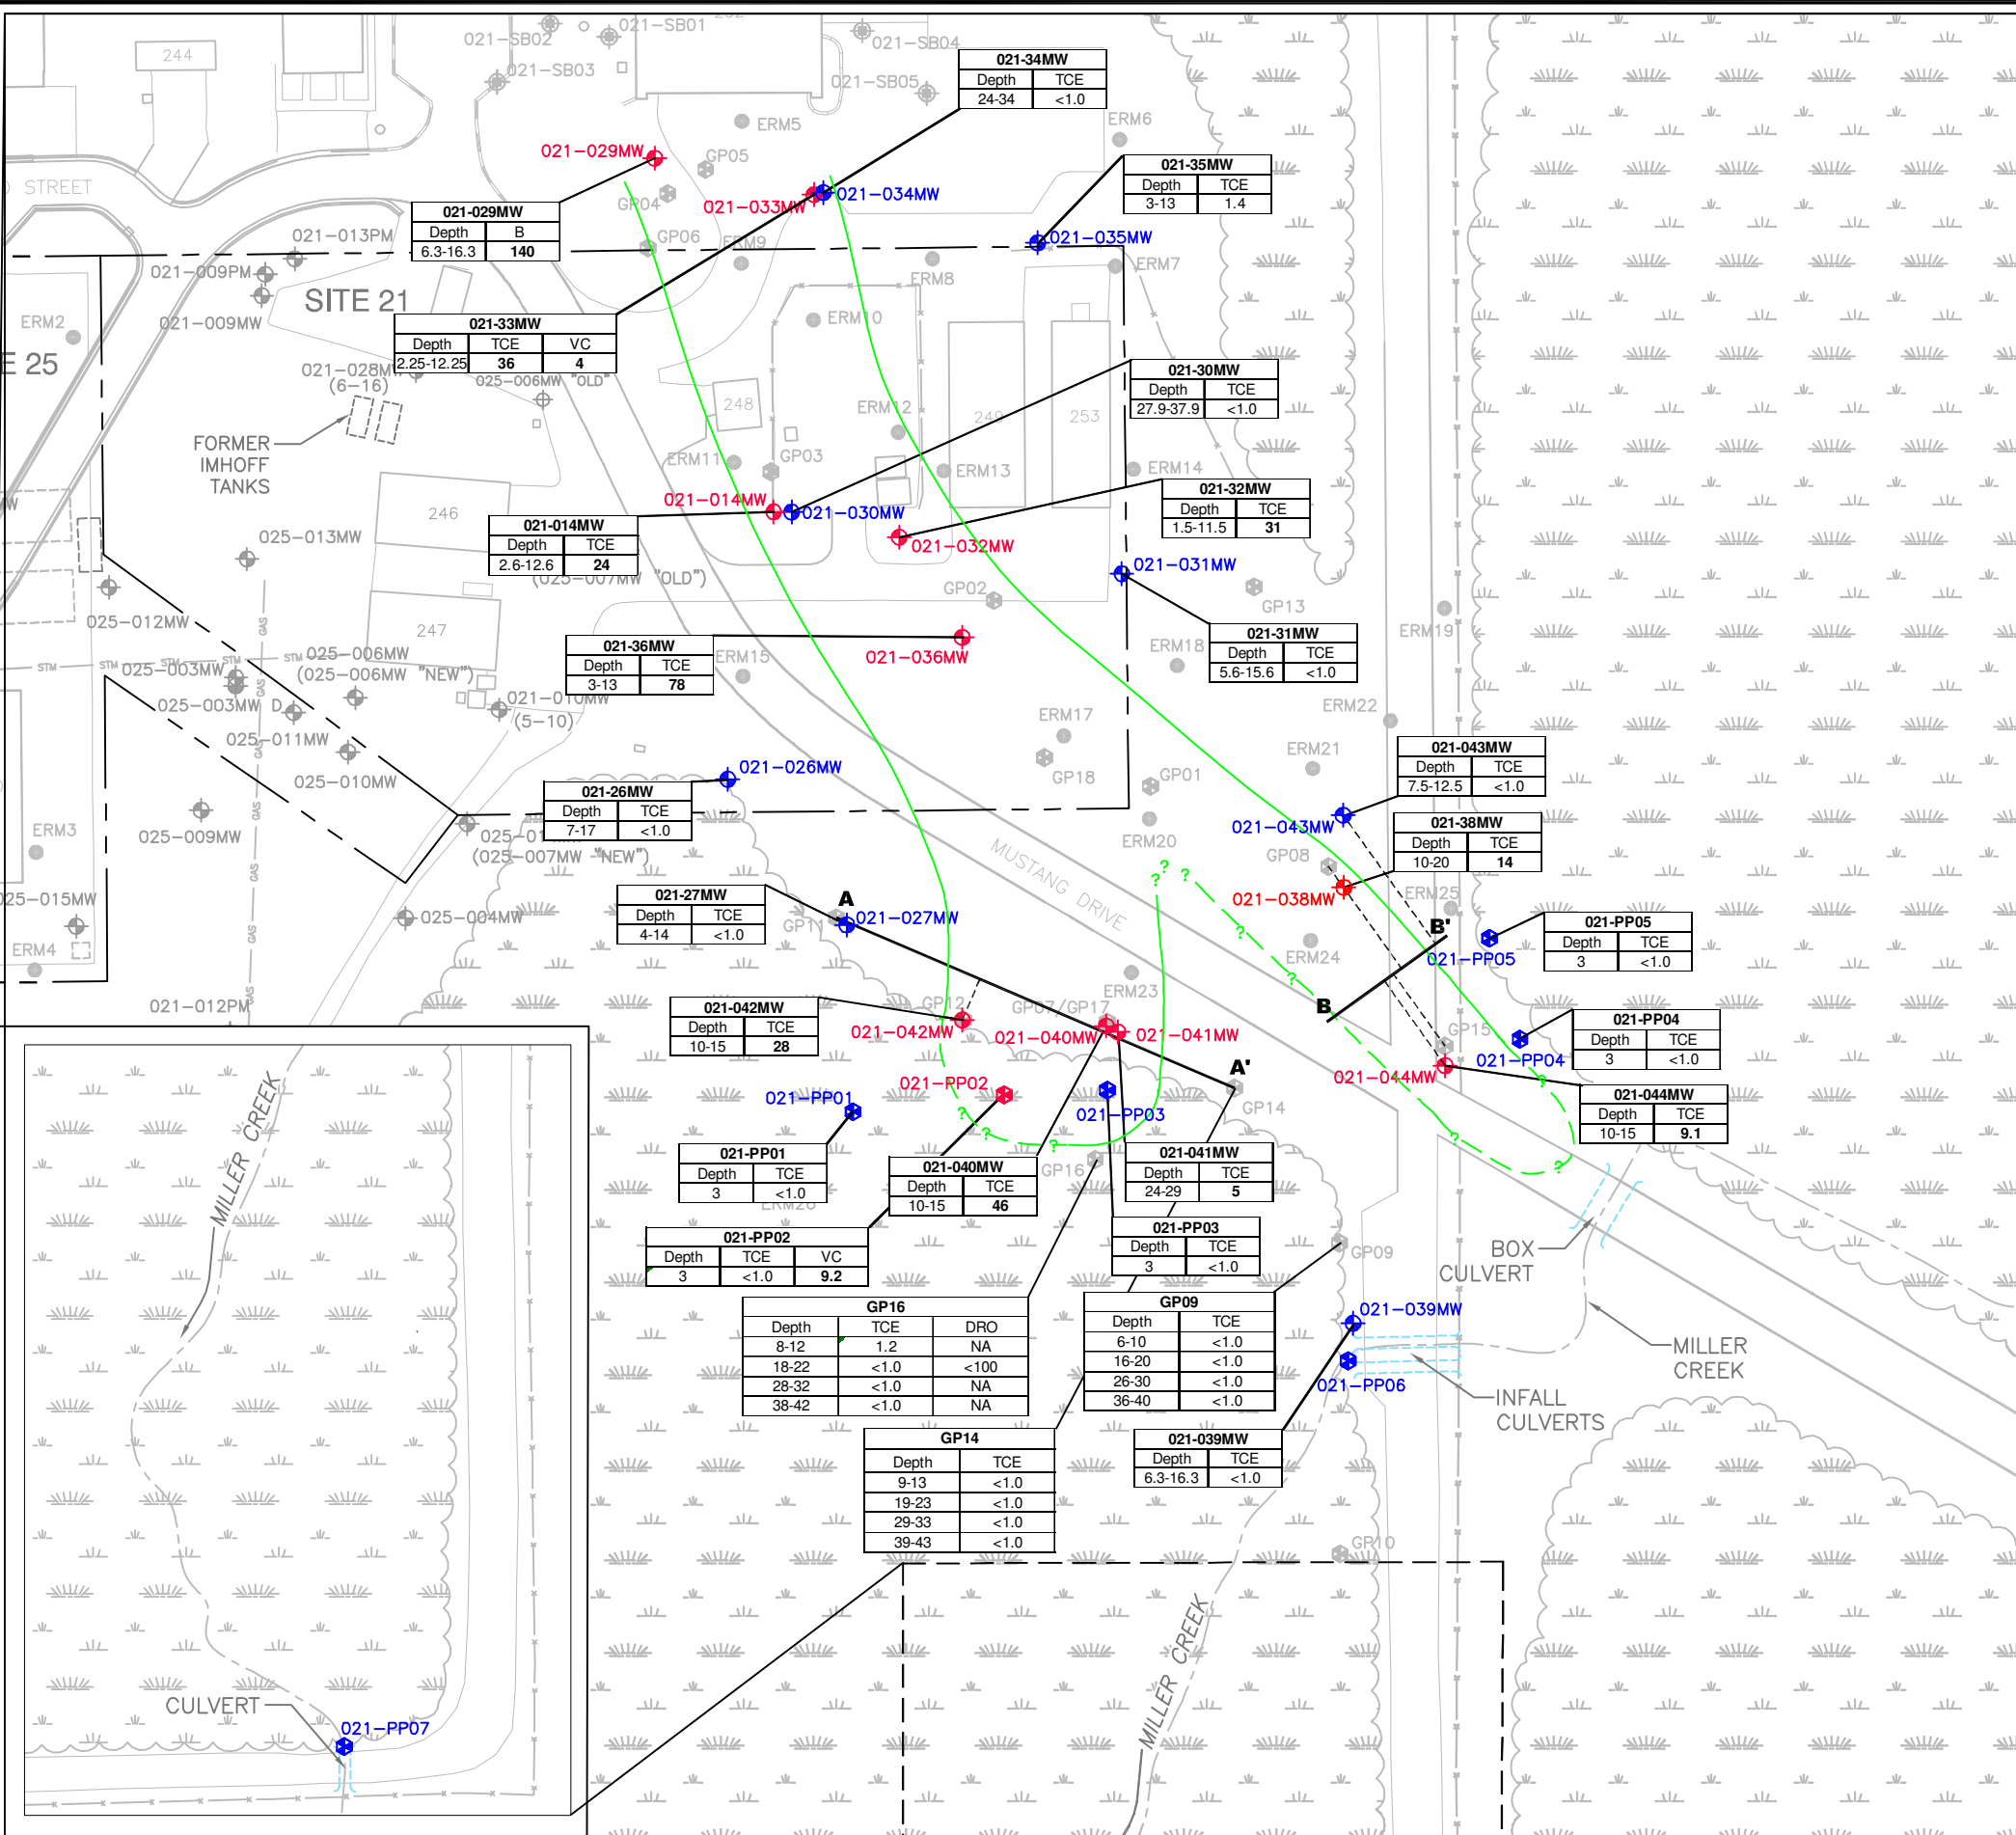 244
021-SB02
021-SB01
021-SB03
021-SB04
021-SB05
021-34MW
Depth TCE
24-34 <1.0
ERM5
ERM6
021-029MW
GP05
GP04
021-033MW
021-034MW
021-35MW
Depth TCE
3-13 1.4
STREET
021-029MW
Depth B
6.3-16.3 140
021-013PM
021-009PM
021-009MW
GP06
ERM9
ERM8
021-035MW
ERM7
SITE 21
ERM2
E 25
ERM10
021-33MW
Depth TCE VC
2.25-12.25 36 4
021-028MW
(6-16)
025-006MW "OLD"
021-30MW
Depth TCE
27.9-37.9 <1.0
248
ERM12
249
253
FORMER
IMHOFF
TANKS
ERM11
GP03
ERM13
ERM14
021-014MW
021-030MW
021-32MW
Depth TCE
1.5-11.5 31
246
021-014MW
Depth TCE
2.6-12.6 24
(025-007MW "OLD")
021-032MW
025-013MW
021-031MW
GP02
GP13
ERM19
025-012MW
247
021-36MW
Depth TCE
3-13 78
021-036MW
021-31MW
Depth TCE
5.6-15.6 <1.0
ERM18
ERM15
STM STM STM STM STM
GAS
025-003MW
025-006MW
(025-006MW "NEW")
025-003MW D
021-010MW
(5-10)
025-011MW
025-010MW
ERM17
GP18
GP01
ERM20
ERM22
ERM21
021-043MW
Depth TCE
7.5-12.5 <1.0
021-026MW
021-26MW
Depth TCE
7-17 <1.0
025-009MW
ERM3
(025-007MW "NEW")
021-043MW
GP08
021-38MW
Depth TCE
10-20 14
MUSTANG DRIVE
021-038MW
ERM25
021-27MW
Depth TCE
4-14 <1.0
A
021-027MW
GP11
025-015MW
025-004MW
ERM4
B'
021-PP05
021-PP05
Depth TCE
3 <1.0
ERM24
ERM23
021-012PM
021-042MW
Depth TCE
10-15 28
GP12
021-042MW
GP07/GP17
021-040MW
021-041MW
B
GP15
021-PP04
021-PP04
Depth TCE
3 <1.0
A'
GP14
021-044MW
021-044MW
Depth TCE
10-15 9.1
021-PP02
021-PP01
021-PP03
021-PP01
Depth TCE
3 <1.0
ERM26
021-040MW
Depth TCE
10-15 46
GP16
021-041MW
Depth TCE
24-29 5
021-PP02
Depth TCE VC
3 <1.0 9.2
021-PP03
Depth TCE
3 <1.0
GP09
BOX
CULVERT
GP16
Depth TCE DRO
8-12 1.2 NA
18-22 <1.0 <100
28-32 <1.0 NA
38-42 <1.0 NA
GP09
Depth TCE
6-10 <1.0
16-20 <1.0
26-30 <1.0
36-40 <1.0
021-039MW
021-PP06
MILLER
CREEK
INFALL
CULVERTS
GP14
Depth TCE
9-13 <1.0
19-23 <1.0
29-33 <1.0
39-43 <1.0
021-039MW
Depth TCE
6.3-16.3 <1.0
GP10
MILLER CREEK
MILLER CREEK
CULVERT
021-PP07